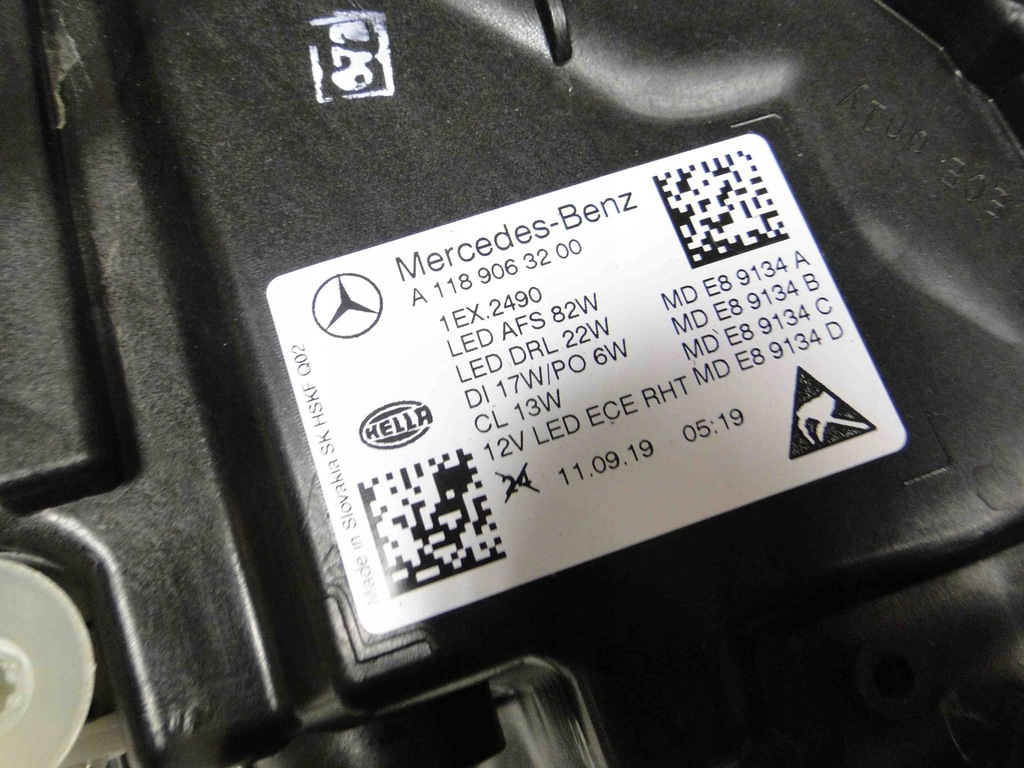 Mercedes-Benz
A 118 906 32 00
1EX.2490
LED AFS 82W MD E8 9134 A
LED DRL 22W MD E8 9134 B
DI 17W/PO 6W MD E8 9134 C
CL 13W MD E8 9134 D
12V LED ECE RHT
11.09.19 05:19
HELLA
Made in Slovakia SK HSKF Q02